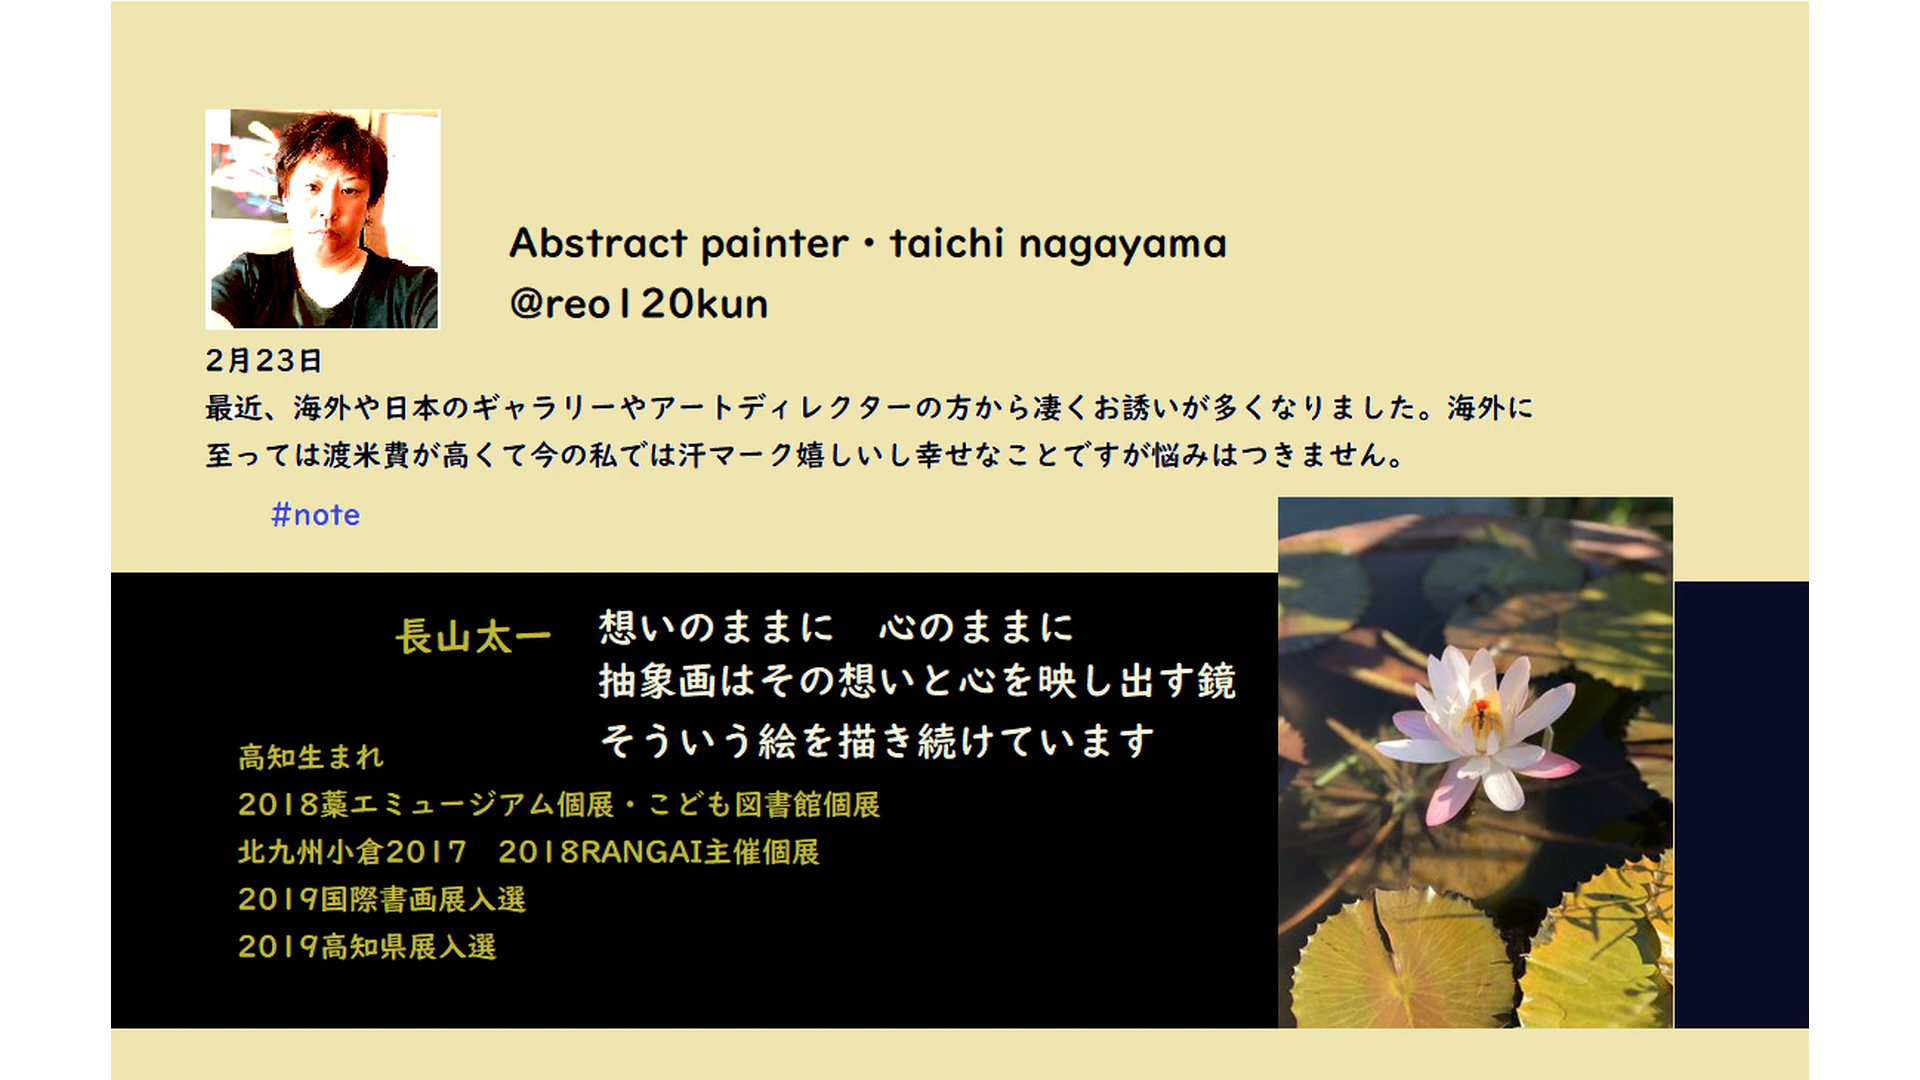 Abstract painter・taichi nagayama
@reo120kun
2月23日
最近、海外や日本のギャラリーやアートディレクターの方から凄くお誘いが多くなりました。海外に
至っては渡米費が高くて今の私では汗マーク嬉しいし幸せなことですが悩みはつきません。
#note
長山太一
想いのままに　心のままに
抽象画はその想いと心を映し出す鏡
そういう絵を描き続けています
高知生まれ
2018藁エミュージアム個展・こども図書館個展
北九州小倉2017　2018RANGAI主催個展
2019国際書画展入選
2019高知県展入選